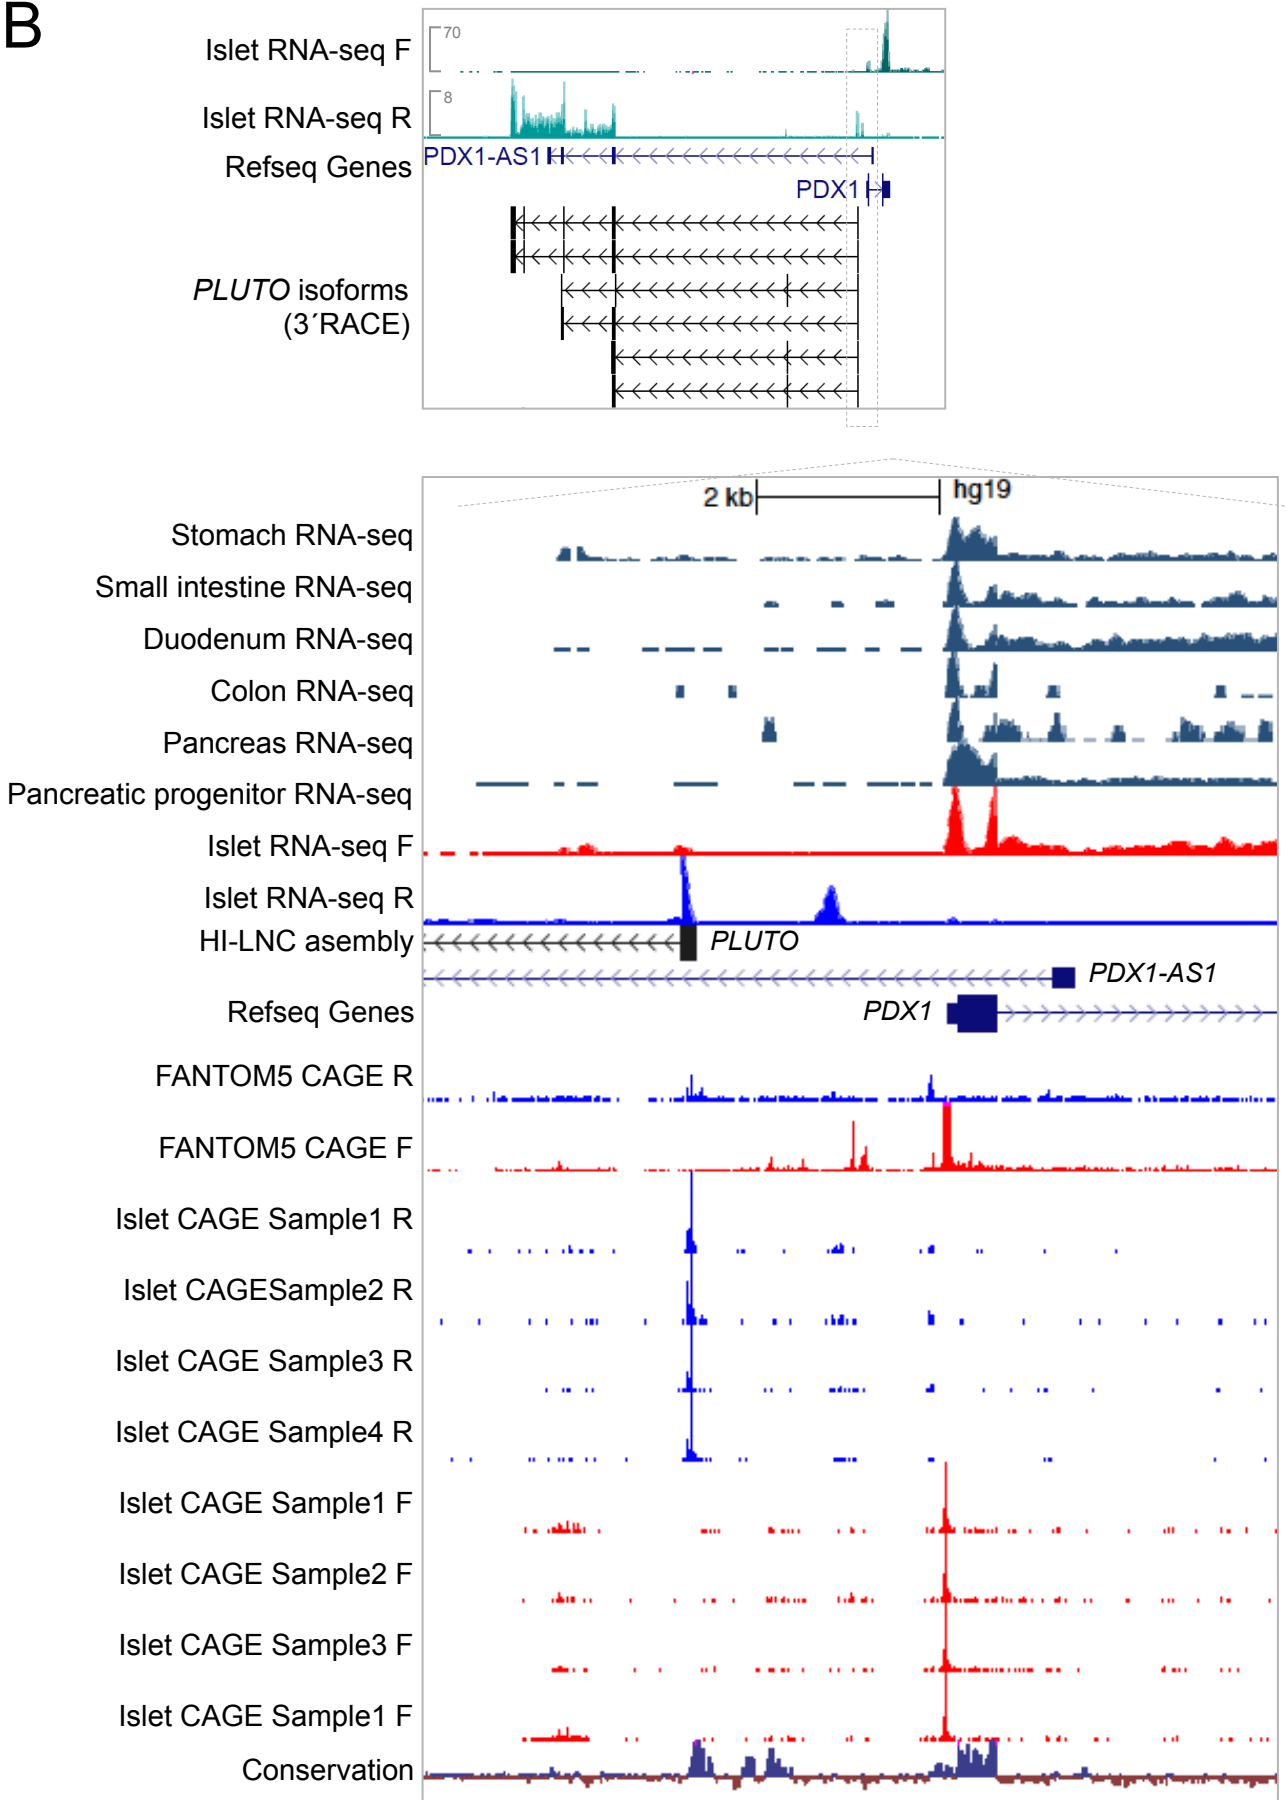 B
Islet RNA-seq F
70
Islet RNA-seq R
8
Refseq Genes
PDX1-AS1
PDX1
PLUTO isoforms
(3´RACE)
2 kb
hg19
Stomach RNA-seq
Small intestine RNA-seq
Duodenum RNA-seq
Colon RNA-seq
Pancreas RNA-seq
Pancreatic progenitor RNA-seq
Islet RNA-seq F
Islet RNA-seq R
HI-LNC asembly
PLUTO
PDX1-AS1
Refseq Genes
PDX1
FANTOM5 CAGE R
FANTOM5 CAGE F
Islet CAGE Sample1 R
Islet CAGESample2 R
Islet CAGE Sample3 R
Islet CAGE Sample4 R
Islet CAGE Sample1 F
Islet CAGE Sample2 F
Islet CAGE Sample3 F
Islet CAGE Sample1 F
Conservation